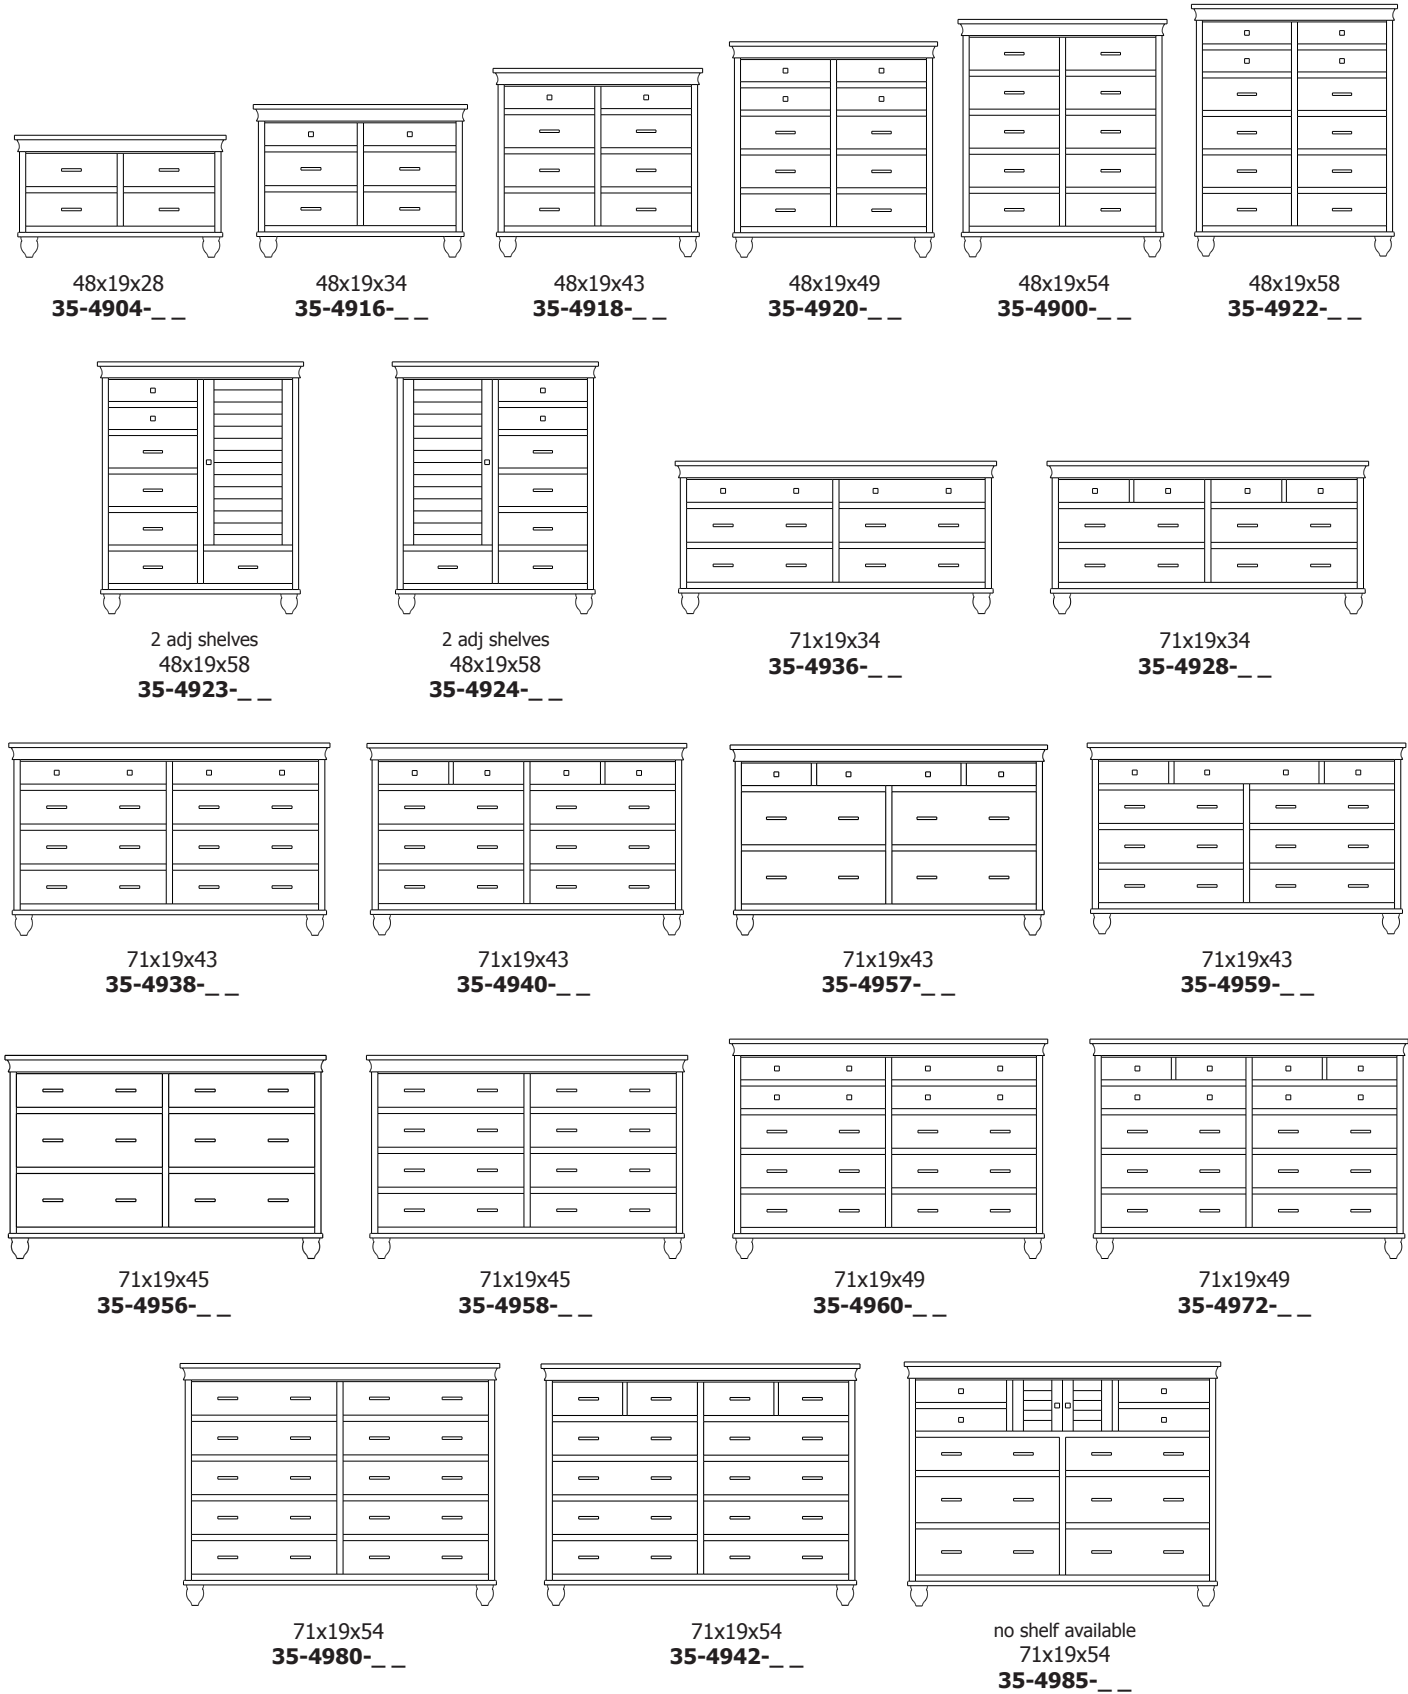 48x19x28
35-4904-_ _
48x19x34
35-4916-_ _
48x19x43
35-4918-_ _
48x19x49
35-4920-_ _
48x19x54
35-4900-_ _
48x19x58
35-4922-_ _
2 adj shelves
48x19x58
35-4923-_ _
2 adj shelves
48x19x58
35-4924-_ _
71x19x34
35-4936-_ _
71x19x34
35-4928-_ _
71x19x43
35-4938-_ _
71x19x43
35-4940-_ _
71x19x43
35-4957-_ _
71x19x43
35-4959-_ _
71x19x45
35-4956-_ _
71x19x45
35-4958-_ _
71x19x49
35-4960-_ _
71x19x49
35-4972-_ _
71x19x54
35-4980-_ _
71x19x54
35-4942-_ _
no shelf available
71x19x54
35-4985-_ _